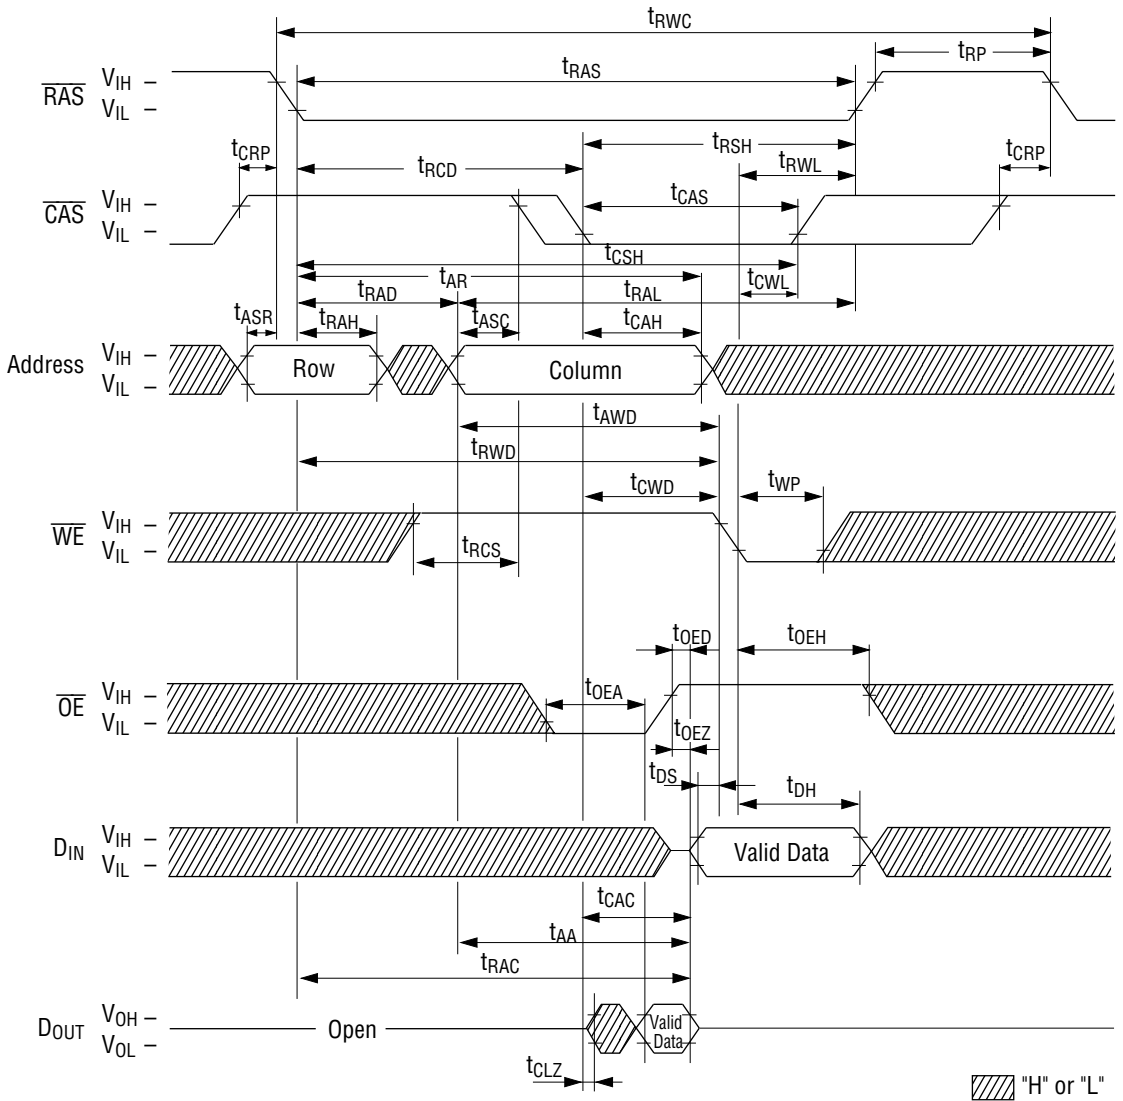 tRWC
tRP
tRAS
RAS
VIH –
VIL –
tRSH
tCRP
tRCD
tRWL
tCRP
CAS
VIH –
VIL –
tCAS
tCSH
tAR
tCWL
tRAD
tRAL
tASR
tRAH
tASC
tCAH
Address
VIH –
VIL –
Row
Column
tAWD
tRWD
tCWD
tWP
WE
VIH –
VIL –
tRCS
tOED
tOEH
OE
VIH –
VIL –
tOEA
tOEZ
tDS
tDH
DIN
VIH –
VIL –
Valid Data
tCAC
tAA
tRAC
DOUT
VOH –
VOL –
Open
Valid
Data
tCLZ
"H" or "L"